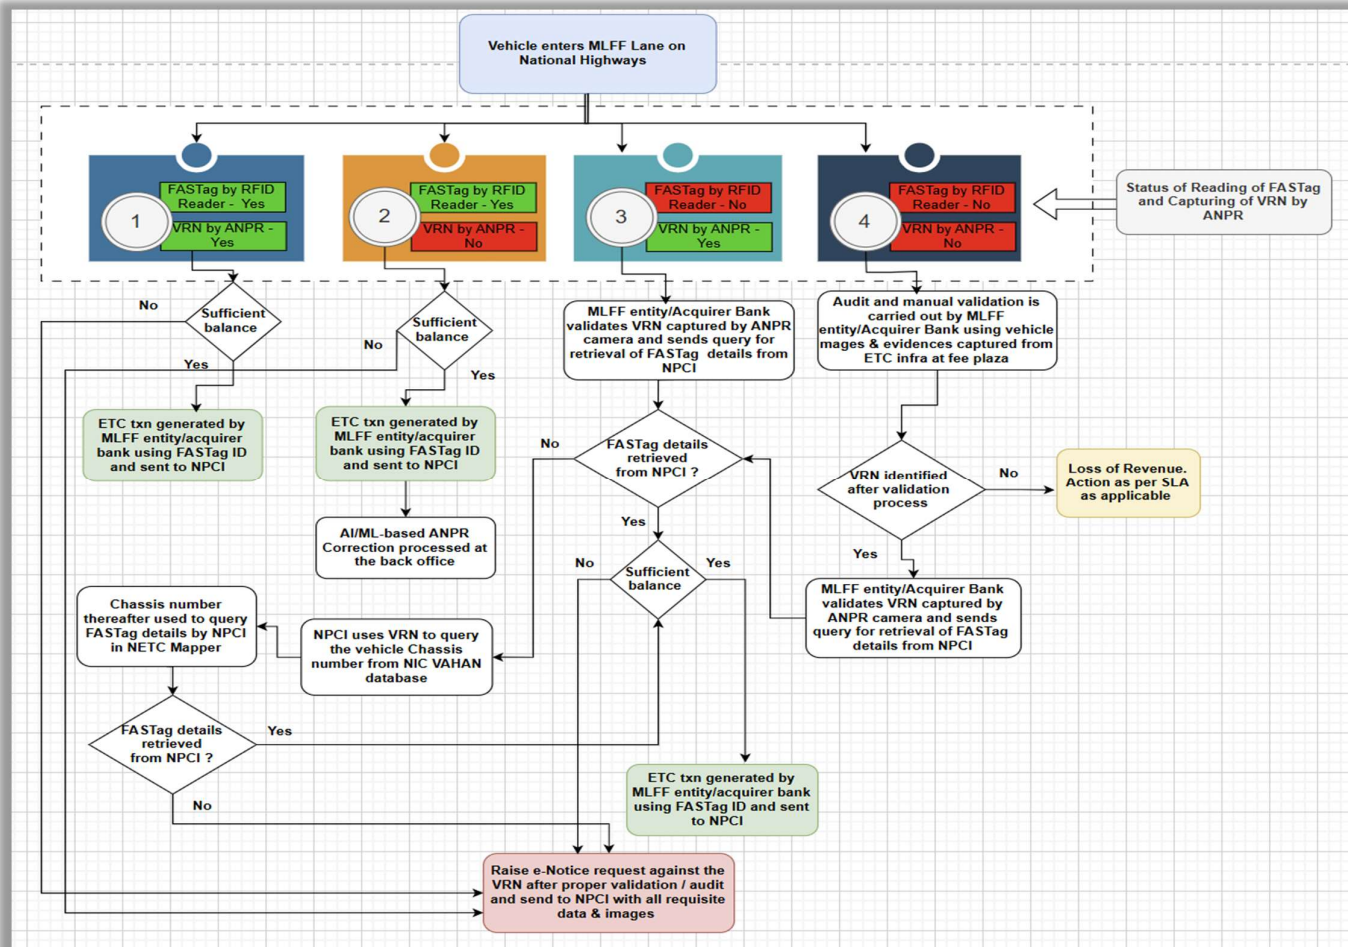 Vehicle enters MLFF Lane on
National Highways
1
FASTag by RFID
Reader - Yes
VRN by ANPR -
Yes
2
FASTag by RFID
Reader - Yes
VRN by ANPR -
No
3
FASTag by RFID
Reader - No
VRN by ANPR -
Yes
4
FASTag by RFID
Reader - No
VRN by ANPR -
No
Status of Reading of FASTag
and Capturing of VRN by
ANPR
No
Sufficient
balance
Yes
No
Sufficient
balance
Yes
MLFF entity/Acquirer Bank
validates VRN captured by ANPR
camera and sends query for
retrieval of FASTag details from
NPCI
Audit and manual validation is
carried out by MLFF
entity/Acquirer Bank using vehicle
mages & evidences captured from
ETC infra at fee plaza
ETC txn generated by
MLFF entity/acquirer
bank using FASTag ID
and sent to NPCI
ETC txn generated by
MLFF entity/acquirer
bank using FASTag ID
and sent to NPCI
No
FASTag details
retrieved
from NPCI ?
Yes
VRN identified
after validation
process
No
Yes
Loss of Revenue.
Action as per SLA
as applicable
AI/ML-based ANPR
Correction processed at
the back office
No
Sufficient
balance
Yes
MLFF entity/Acquirer Bank
validates VRN captured by
ANPR camera and sends
query for retrieval of FASTag
details from NPCI
Chassis number
thereafter used to query
FASTag details by NPCI
in NETC Mapper
NPCI uses VRN to query
the vehicle Chassis
number from NIC VAHAN
database
FASTag details
retrieved
from NPCI ?
Yes
No
ETC txn generated by
MLFF entity/acquirer bank
using FASTag ID and sent
to NPCI
Raise e-Notice request against the
VRN after proper validation / audit
and send to NPCI with all requisite
data & images